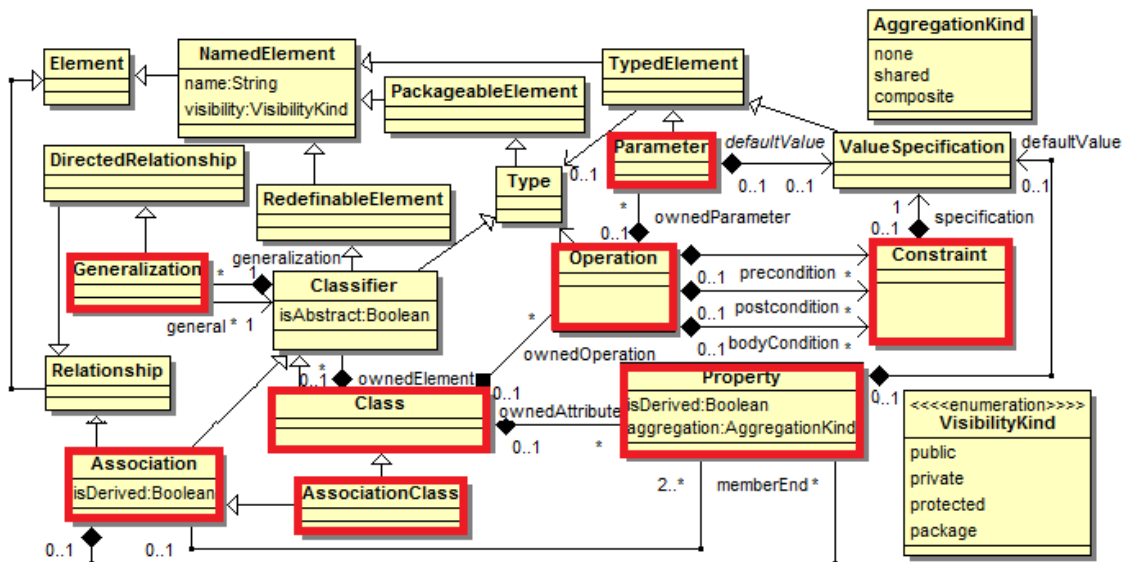 AggregationKind
none
shared
composite
NamedElement
name:String
visibility:VisibilityKind
Element
TypedElement
PackageableElement
DirectedRelationship
Parameter
defaultValue
0..1
0..1
0..1
ValueSpecification
defaultValue
0..1
Type
RedefinableElement
*
ownedParameter
0..1
1
0..1
specification
Generalization
generalization
*
1
general
*
1
Classifier
isAbstract:Boolean
Operation
0..1
precondition
*
0..1
postcondition
*
0..1
bodyCondition
*
Constraint
*
ownedOperation
0..1
Relationship
*
0..1
ownedElement
Class
ownedAttribute
0..1
*
Property
isDerived:Boolean
aggregation:AggregationKind
0..1
<<<<enumeration>>>>
VisibilityKind
public
private
protected
package
Association
isDerived:Boolean
AssociationClass
2..*
memberEnd
*
0..1
0..1